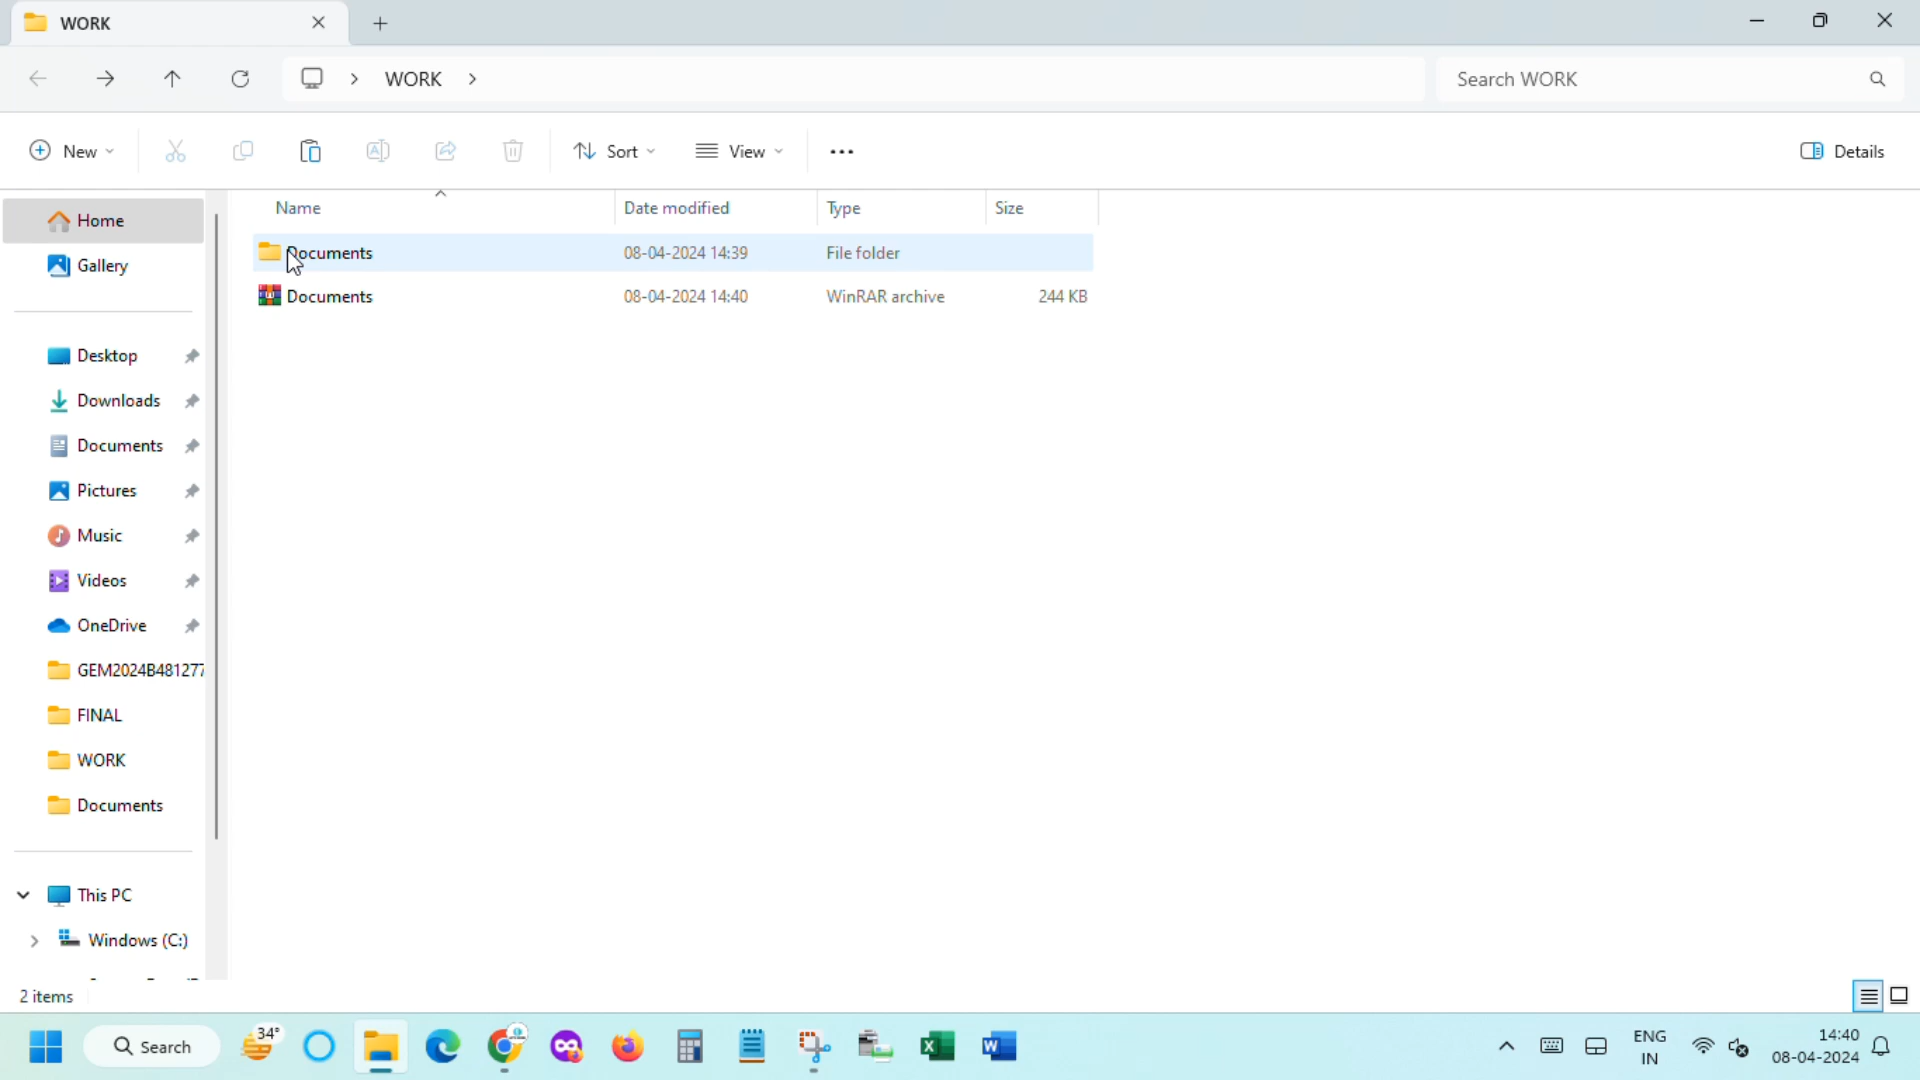 WORK
WORK
Search WORK
New
Sort
View
Details
Name
Date modified
Type
Size
Home
Gallery
Documents
08-04-2024 14:39
File folder
Documents
08-04-2024 14:40
WinRAR archive
244 KB
Desktop
Downloads
Documents
Pictures
Music
Videos
OneDrive
GEM2024B481277
FINAL
WORK
Documents
This PC
Windows (C:)
2 items
Search
34°
ENG
IN
14:40
08-04-2024